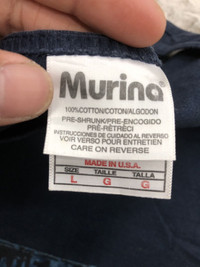 Murina
100%COTTON/COTON/ALGODON
PRE-SHRUNK/PRE-ENCOGIDO
PRÉ-RÉTRÉCI
INSTRUCCIONES DE CUIDADO AL REVERSO
VOIR VERSO POUR ENTRETIEN
CARE ON REVERSE
MADE IN U.S.A.
SIZE TAILLE TALLA
L G G